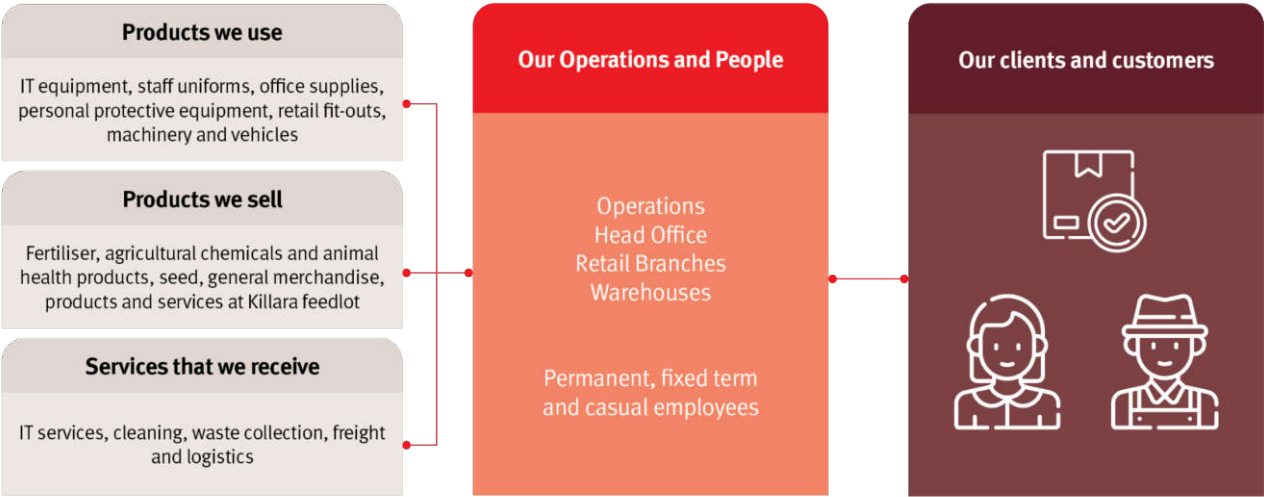 Products we use
IT equipment, staff uniforms, office supplies,
personal protective equipment, retail fit-outs,
machinery and vehicles
Products we sell
Fertiliser, agricultural chemicals and animal
health products, seed, general merchandise,
products and services at Killara feedlot
Services that we receive
IT services, cleaning, waste collection, freight
and logistics
Our Operations and People
Operations
Head Office
Retail Branches
Warehouses
Permanent, fixed term
and casual employees
Our clients and customers